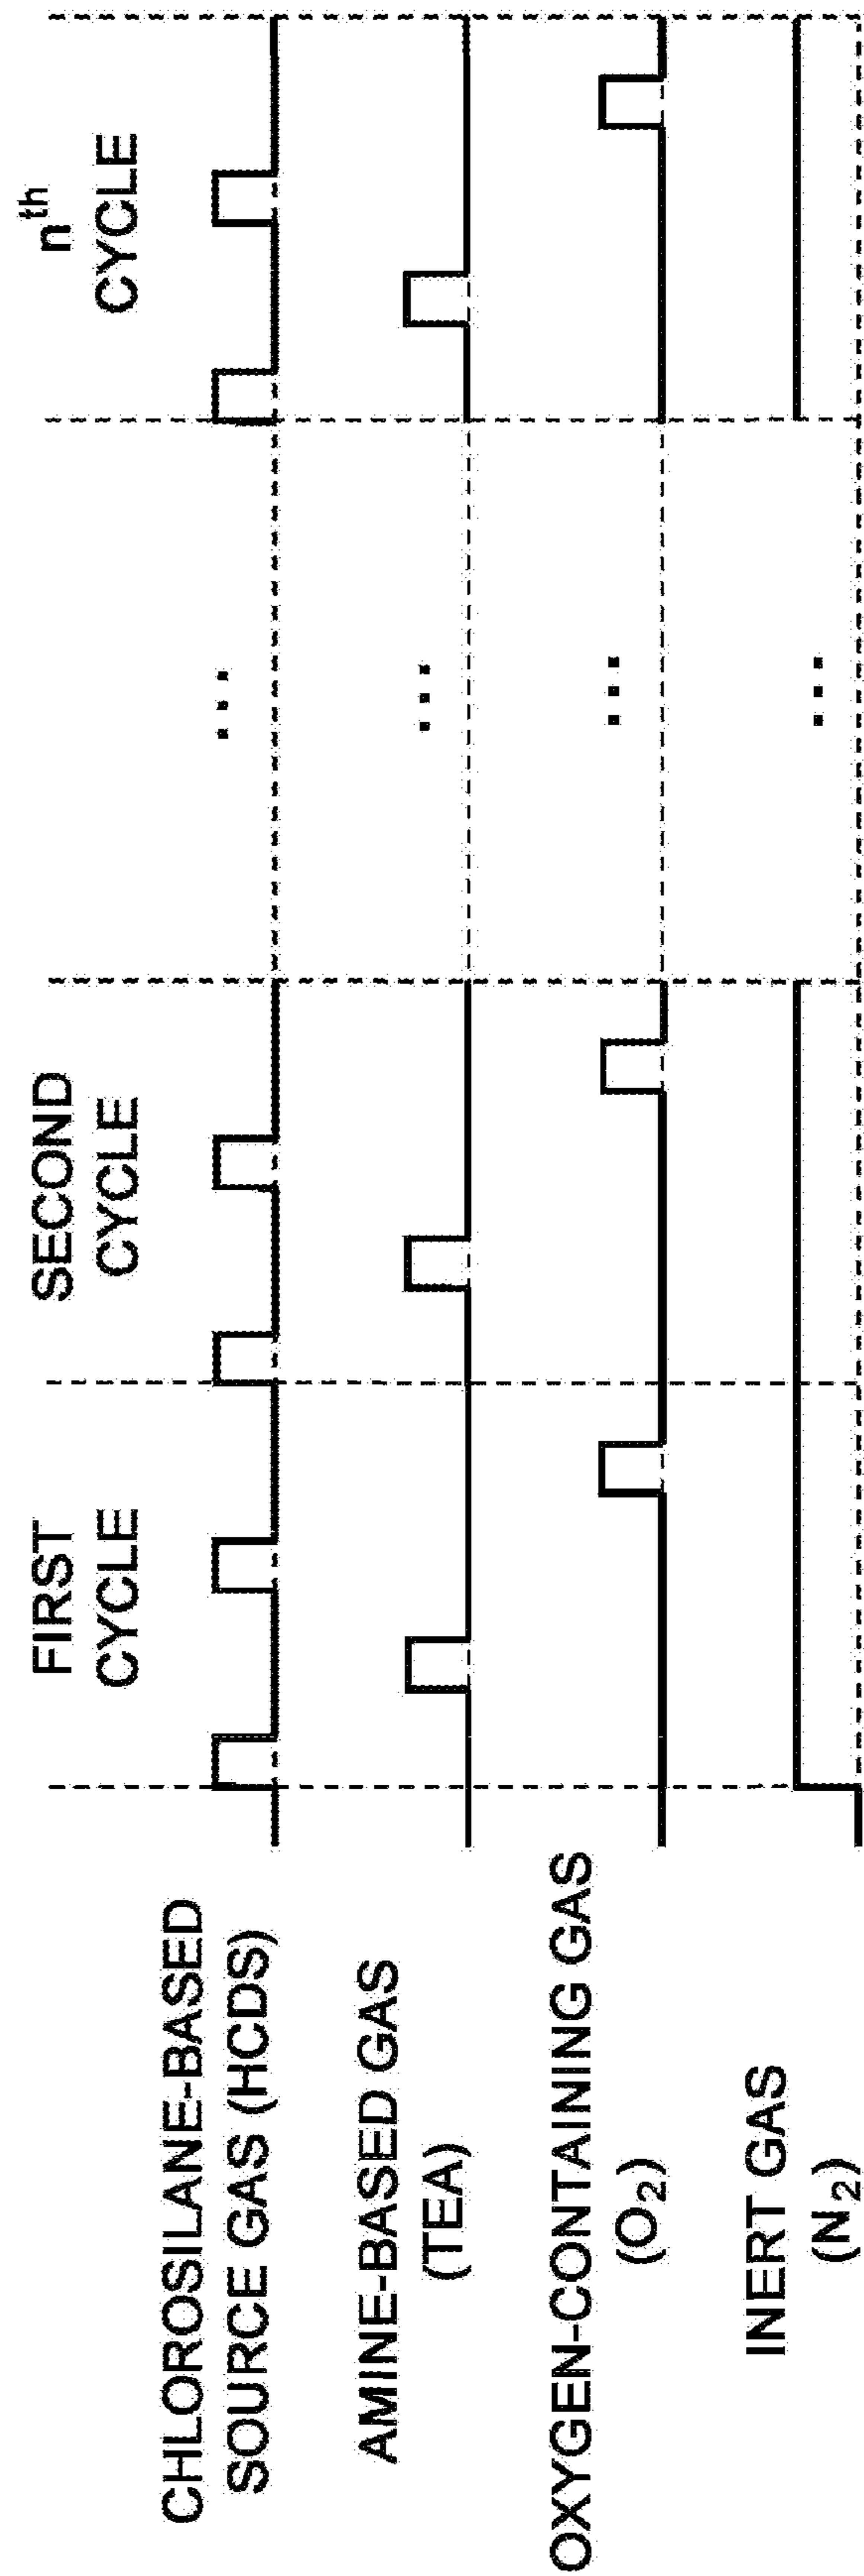 FIRST
CYCLE
SECOND
CYCLE
...
nth
CYCLE
CHLOROSILANE-BASED
SOURCE GAS (HCDS)
...
AMINE-BASED GAS
(TEA)
...
OXYGEN-CONTAINING GAS
(O2)
...
INERT GAS
(N2)